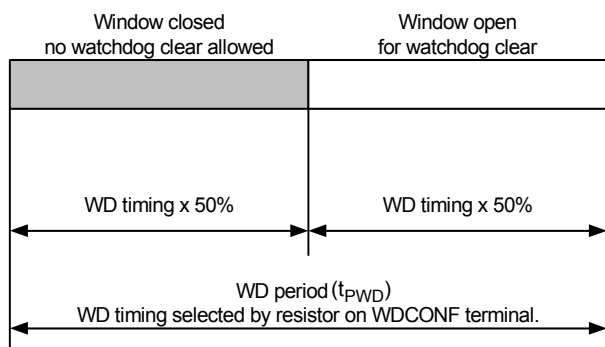 Window closed
no watchdog clear allowed
Window open
for watchdog clear
WD timing x 50%
WD timing x 50%
WD period (tPWD)
WD timing selected by resistor on WDCONF terminal.